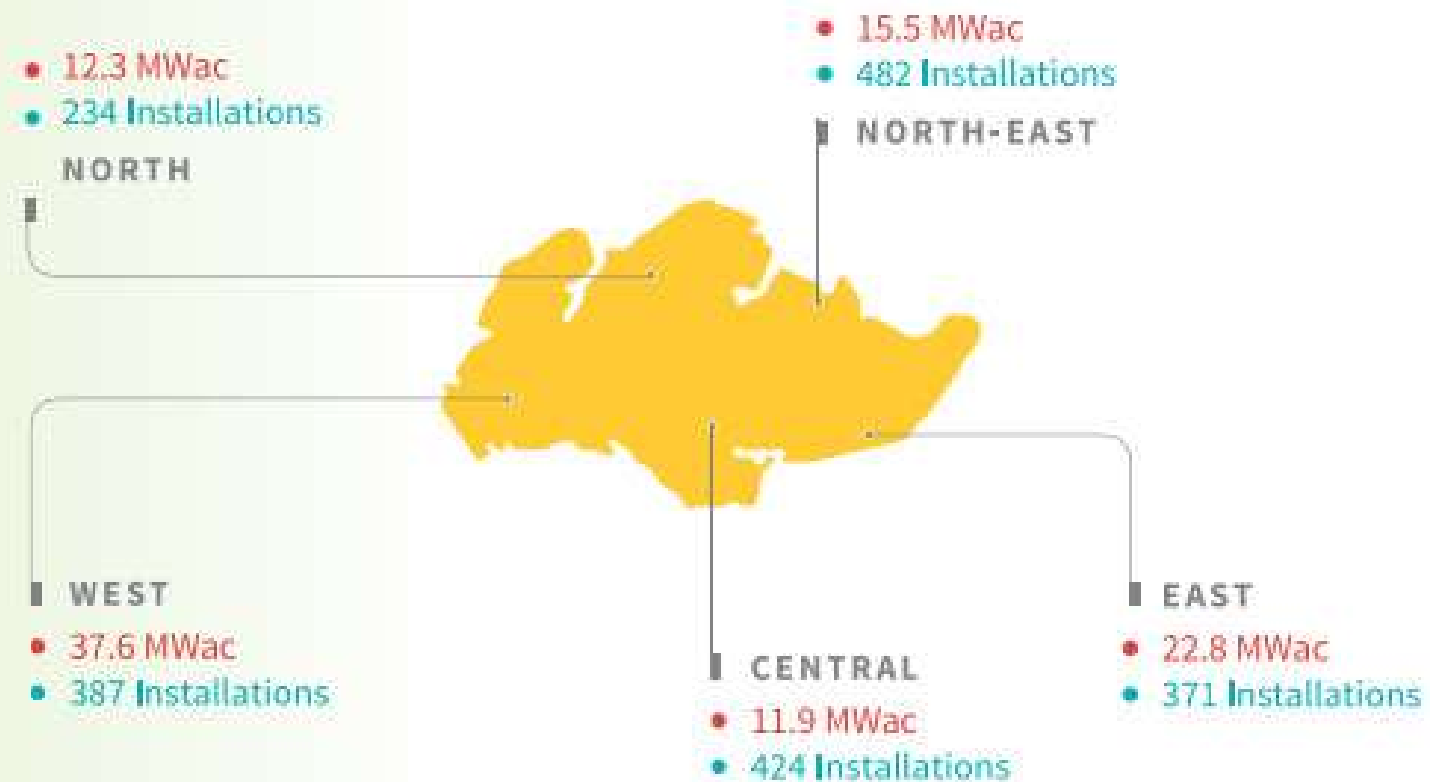 12.3 MWac
234 Installations
NORTH
15.5 MWac
482 Installations
NORTH-EAST
WEST
37.6 MWac
387 Installations
CENTRAL
11.9 MWac
424 Installations
EAST
22.8 MWac
371 Installations